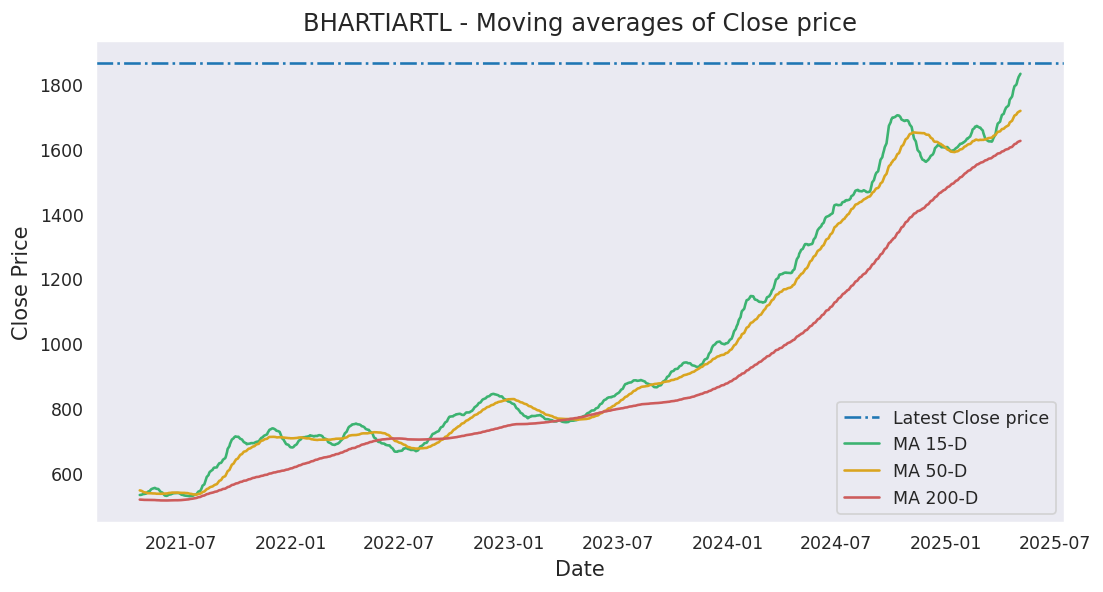 BHARTIARTL - Moving averages of Close price
Close Price
1800
1600
1400
1200
1000
800
600
Latest Close price
MA 15-D
MA 50-D
MA 200-D
2021-07 2022-01 2022-07 2023-01 2023-07 2024-01 2024-07 2025-01 2025-07
Date